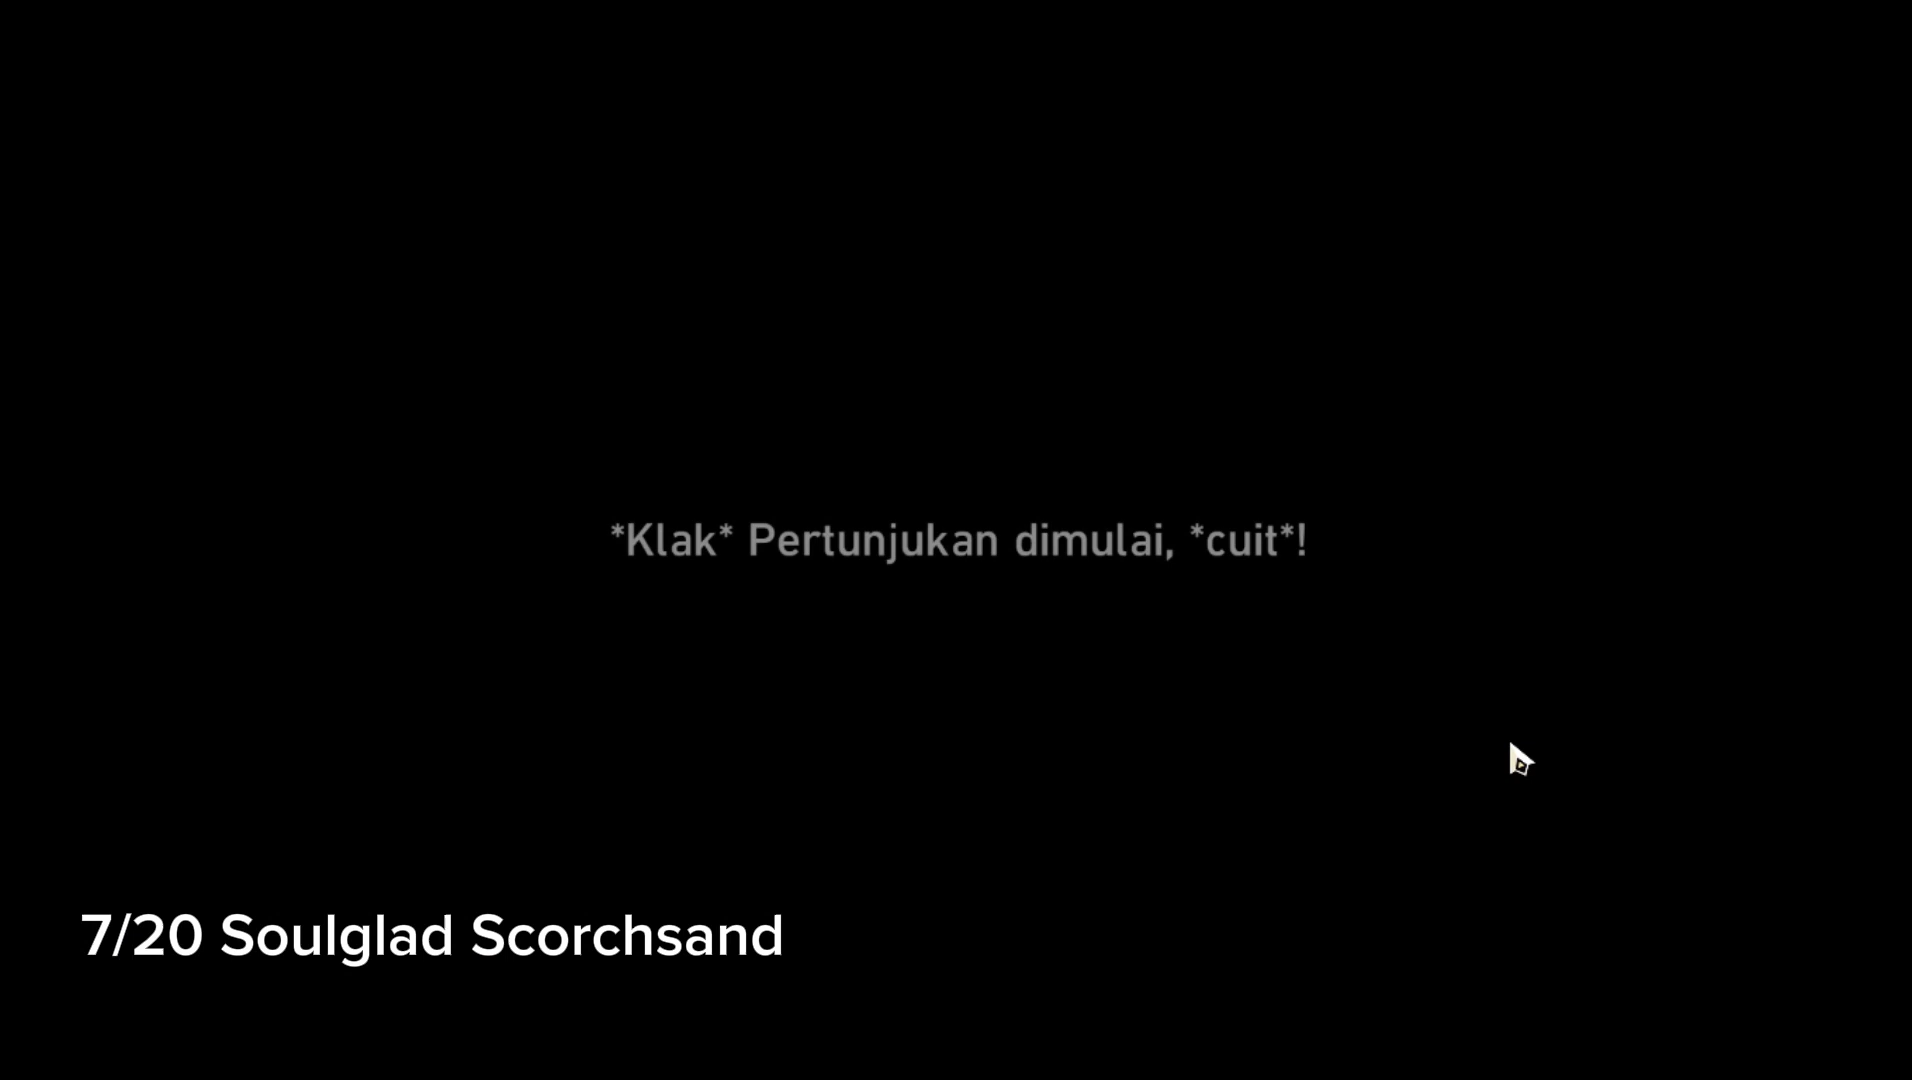 *Klak* Pertunjukan dimulai, *cuit*!
7/20 Soulglad Scorchsand